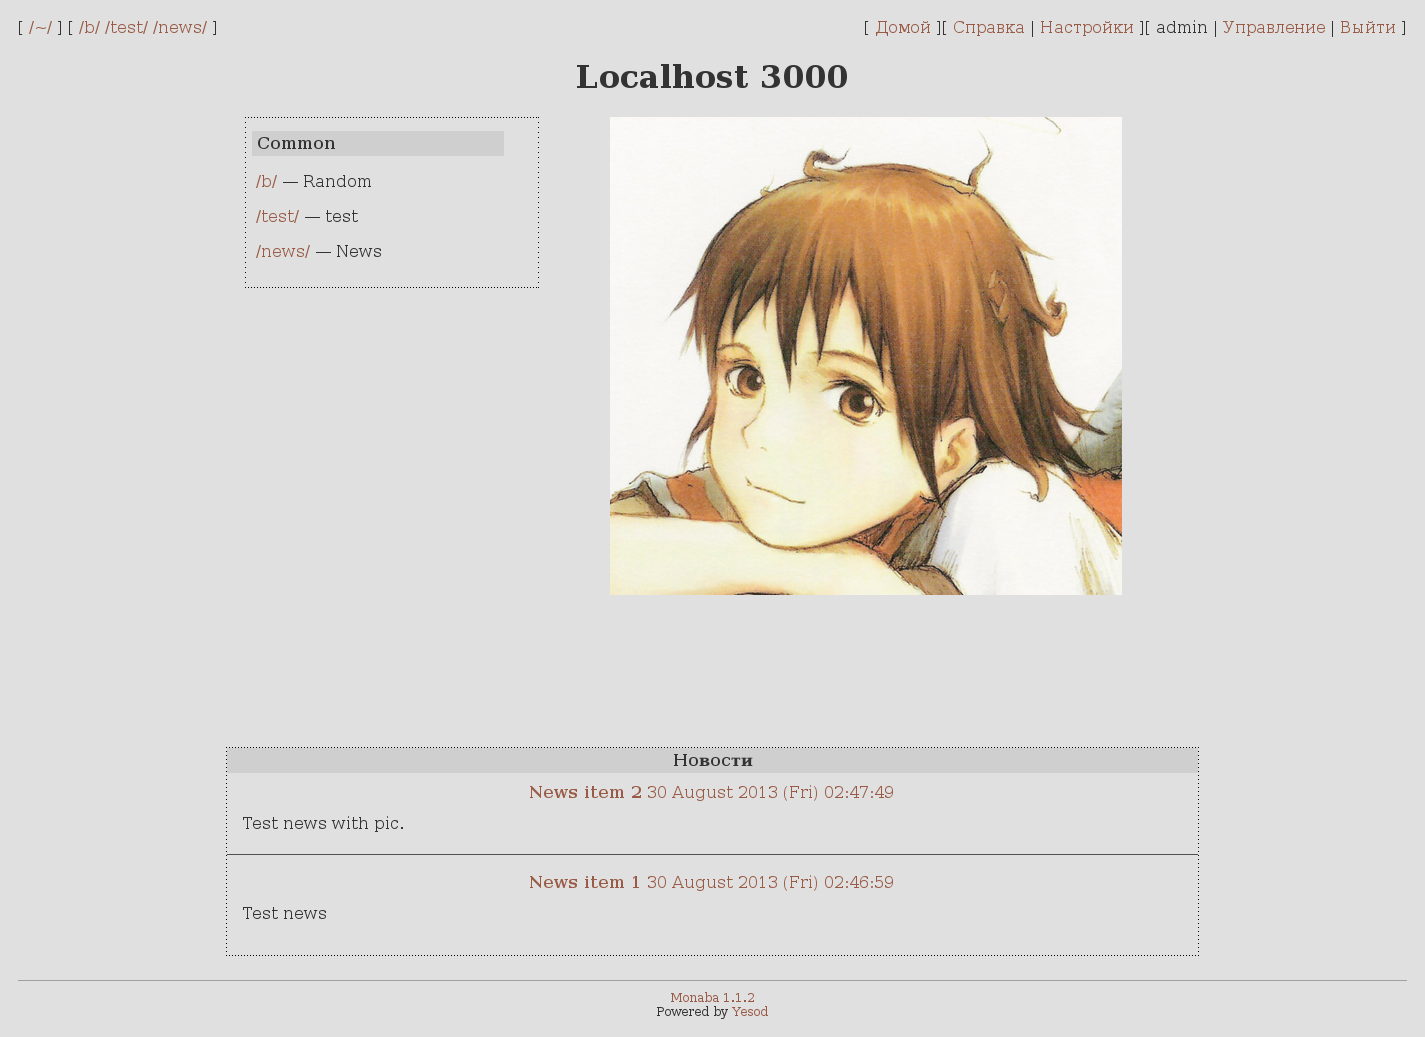 [ /~/ ] [ /b/ /test/ /news/ ]
[ Домой ][ Справка | Настройки ][ admin | Управление | Выйти ]
Localhost 3000
Common
/b/ — Random
/test/ — test
/news/ — News
Новости
News item 2 30 August 2013 (Fri) 02:47:49
Test news with pic.
News item 1 30 August 2013 (Fri) 02:46:59
Test news
Monaba 1.1.2
Powered by Yesod